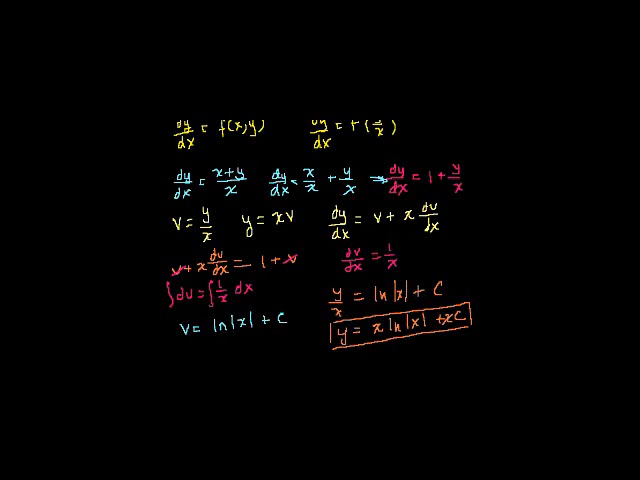 dy/dx = f(x,y) dy/dx = F(y/x)
dy/dx = x+y/x dy/dx = x/x + y/x ⇒ dy/dx = 1 + y/x
v = y/x y = xv dy/dx = v + x dv/dx
v + x dv/dx = 1 + v dv/dx = 1/x
∫dv = ∫1/x dx y/x = ln|x| + C
v = ln|x| + C y = x ln|x| + xC